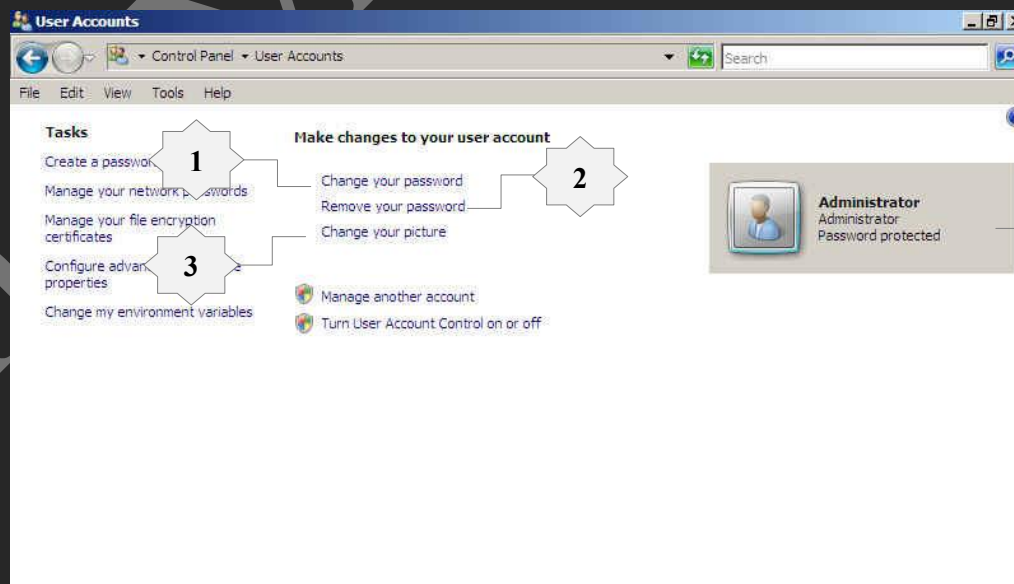 User Accounts
Control Panel User Accounts
Search
File Edit View Tools Help
Tasks
Create a
Manage your network
Manage your file encryption
certificates
Configure
properties
Change my environment variables
1
3
Make changes to your user account
Change your password
Remove your password
Change your picture
2
Manage another account
Turn User Account Control on or off
Administrator
Administrator
Password protected